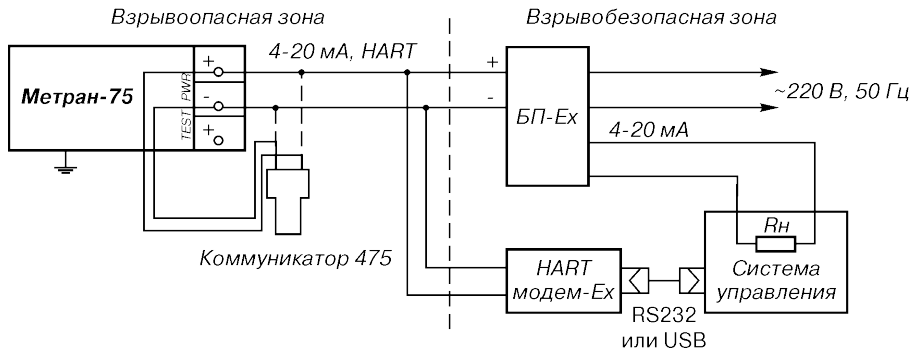 Взрывоопасная зона
Взрывобезопасная зона
4-20 мА, HART
Метран-75
+
-
+
PWR
TEST
+
-
БП-Ex
~220 В, 50 Гц
4-20 мА
Коммуникатор 475
Rн
HART
модем-Ex
Система
управления
RS232
или USB